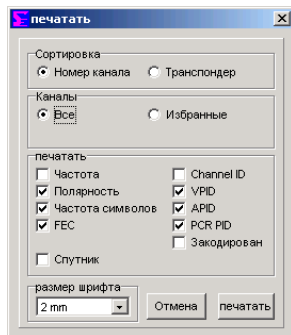 печатать
Сортировка
Номер канала Транспондер
Каналы
Все Избранные
печатать
Частота Channel ID
Полярность VPID
Частота символов APID
FEC PCR PID
Закодирован
Спутник
размер шрифта
2 mm Отмена печатать